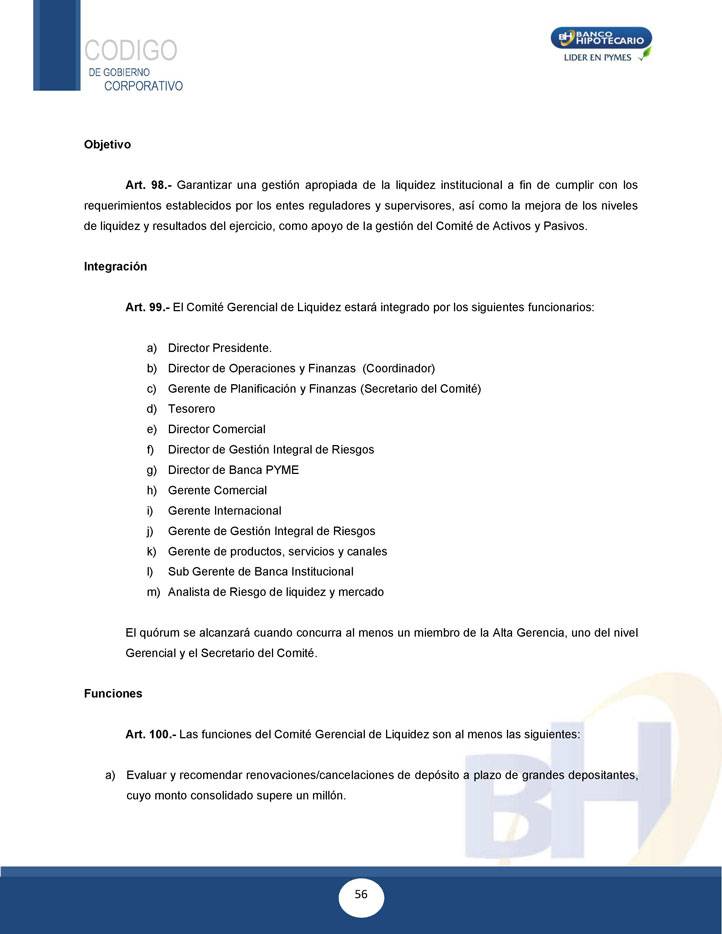 CODIGO
DE GOBIERNO
CORPORATIVO
BH BANCO
HIPOTECARIO
LIDER EN PYMES
Objetivo
Art. 98.- Garantizar una gestión apropiada de la liquidez institucional a fin de cumplir con los
requerimientos establecidos por los entes reguladores y supervisores, así como la mejora de los niveles
de liquidez y resultados del ejercicio, como apoyo de la gestión del Comité de Activos y Pasivos.
Integración
Art. 99.- El Comité Gerencial de Liquidez estará integrado por los siguientes funcionarios:
a) Director Presidente.
b) Director de Operaciones y Finanzas (Coordinador)
c) Gerente de Planificación y Finanzas (Secretario del Comité)
d) Tesorero
e) Director Comercial
f) Director de Gestión Integral de Riesgos
g) Director de Banca PYME
h) Gerente Comercial
i) Gerente Internacional
j) Gerente de Gestión Integral de Riesgos
k) Gerente de productos, servicios y canales
l) Sub Gerente de Banca Institucional
m) Analista de Riesgo de liquidez y mercado
El quórum se alcanzará cuando concurra al menos un miembro de la Alta Gerencia, uno del nivel
Gerencial y el Secretario del Comité.
Funciones
Art. 100.- Las funciones del Comité Gerencial de Liquidez son al menos las siguientes:
a) Evaluar y recomendar renovaciones/cancelaciones de depósito a plazo de grandes depositantes,
cuyo monto consolidado supere un millón.
BH
56